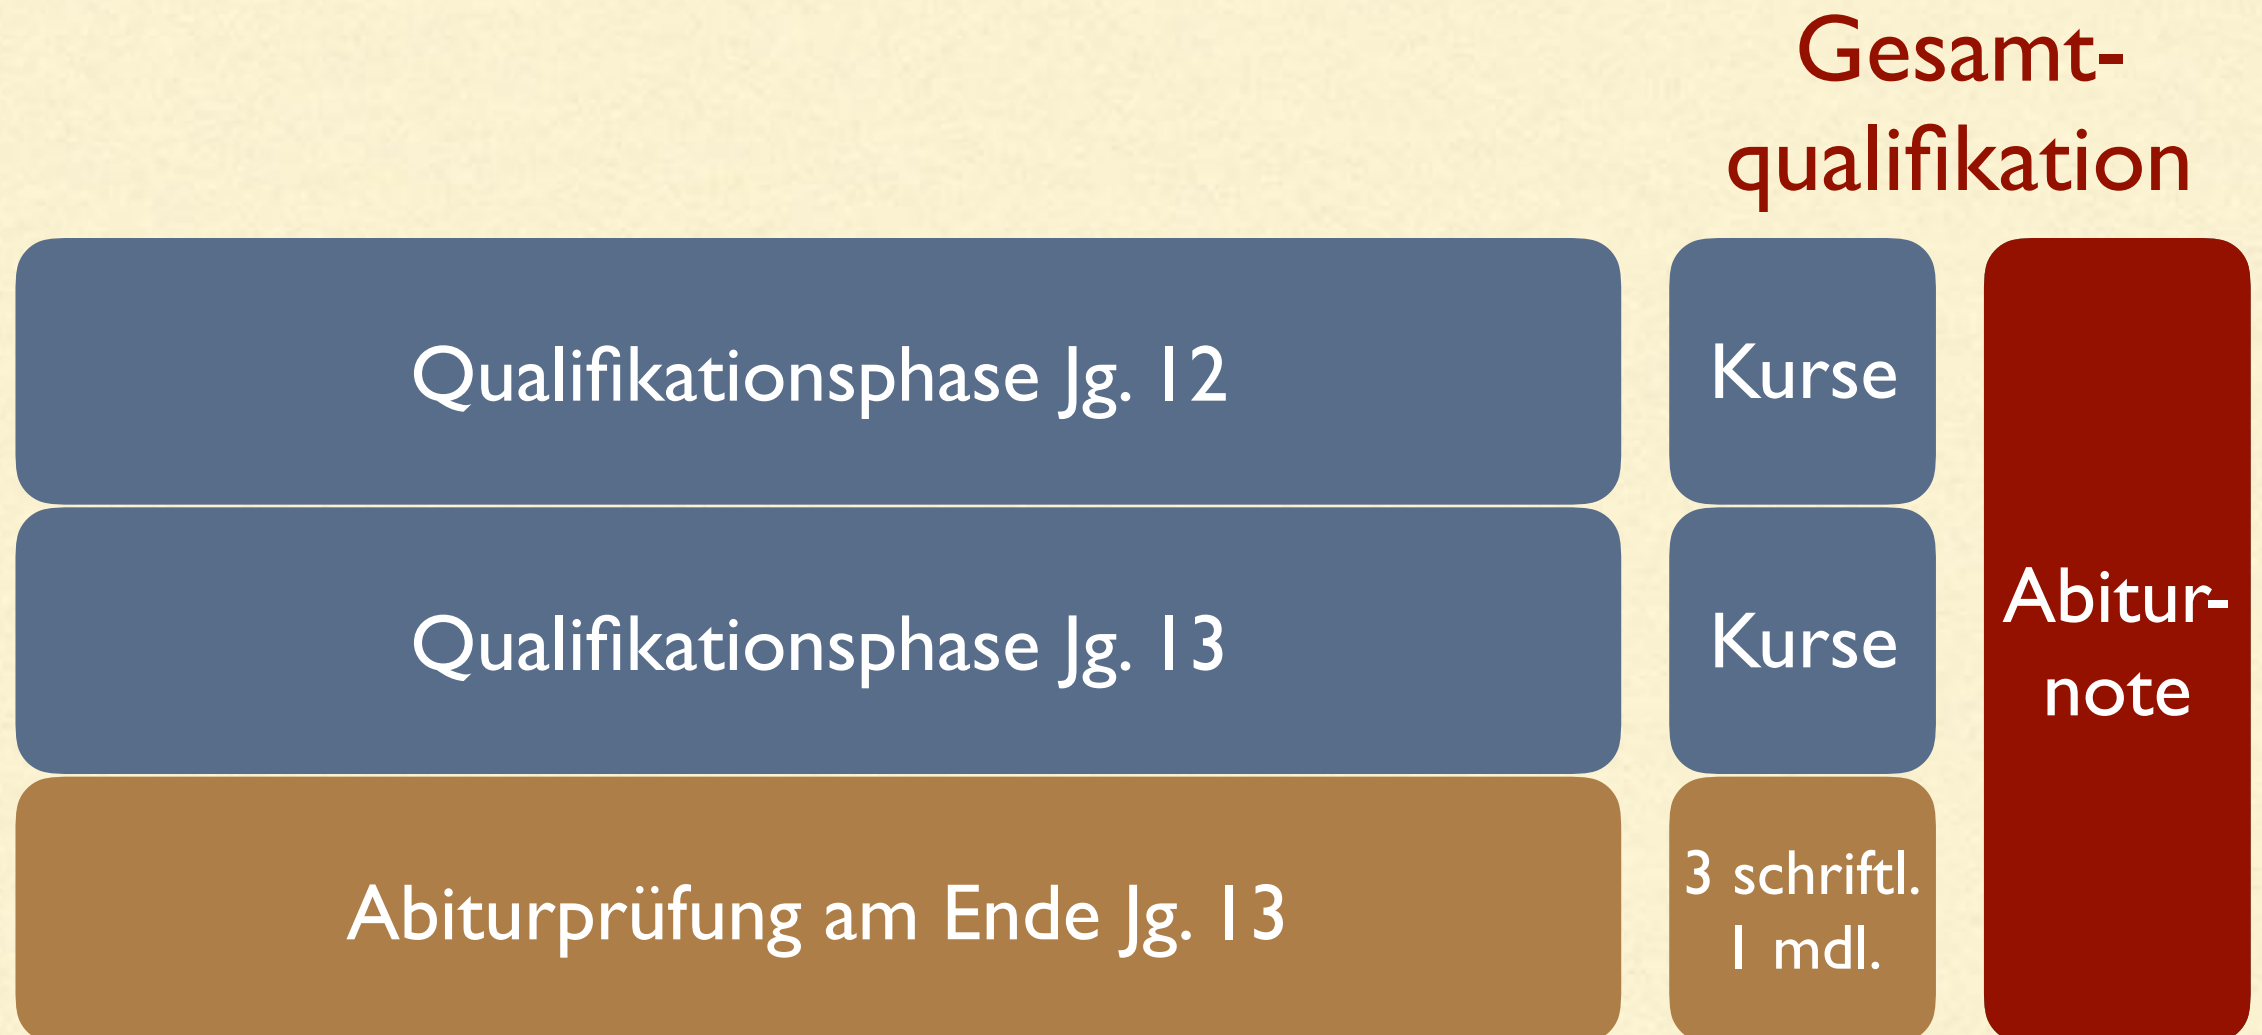 Gesamt-
qualifikation
Qualifikationsphase Jg. 12
Kurse
Qualifikationsphase Jg. 13
Kurse
Abitur-
note
Abiturprüfung am Ende Jg. 13
3 schriftl.
1 mdl.